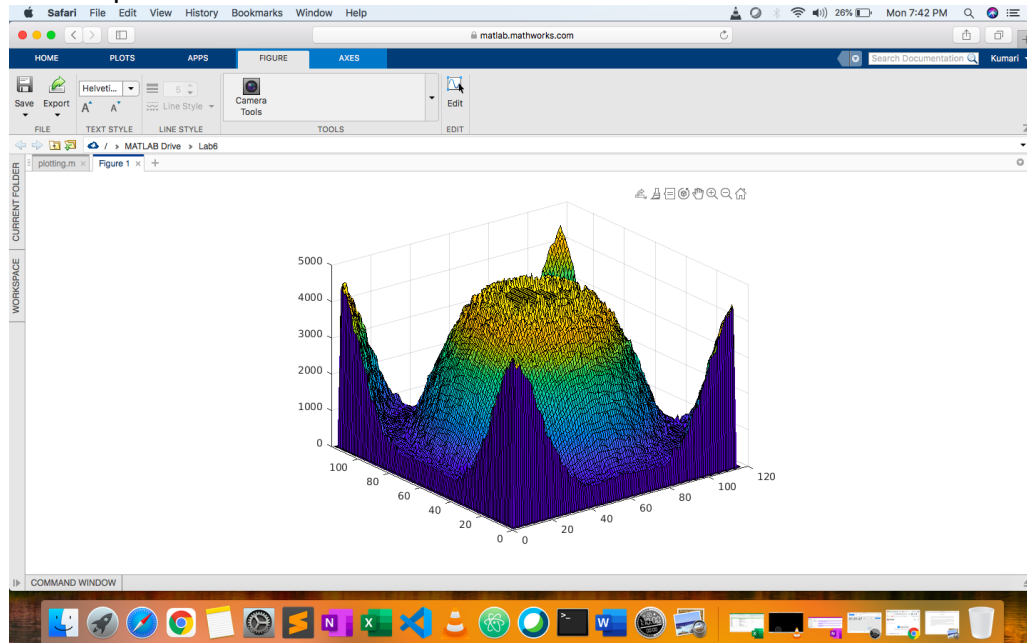 Safari File Edit View History Bookmarks Window Help 26% Mon 7:42 PM
matlab.mathworks.com
HOME PLOTS APPS FIGURE AXES Search Documentation Kumari
Helveti... 5
Save Export A A Line Style Camera Tools Edit
FILE TEXT STYLE LINE STYLE TOOLS EDIT
/ MATLAB Drive Lab6
plotting.m × Figure 1 × +
CURRENT FOLDER
WORKSPACE
5000
4000
3000
2000
1000
0
100
80
60
40
20
0
0
20
40
60
80
100
120
COMMAND WINDOW